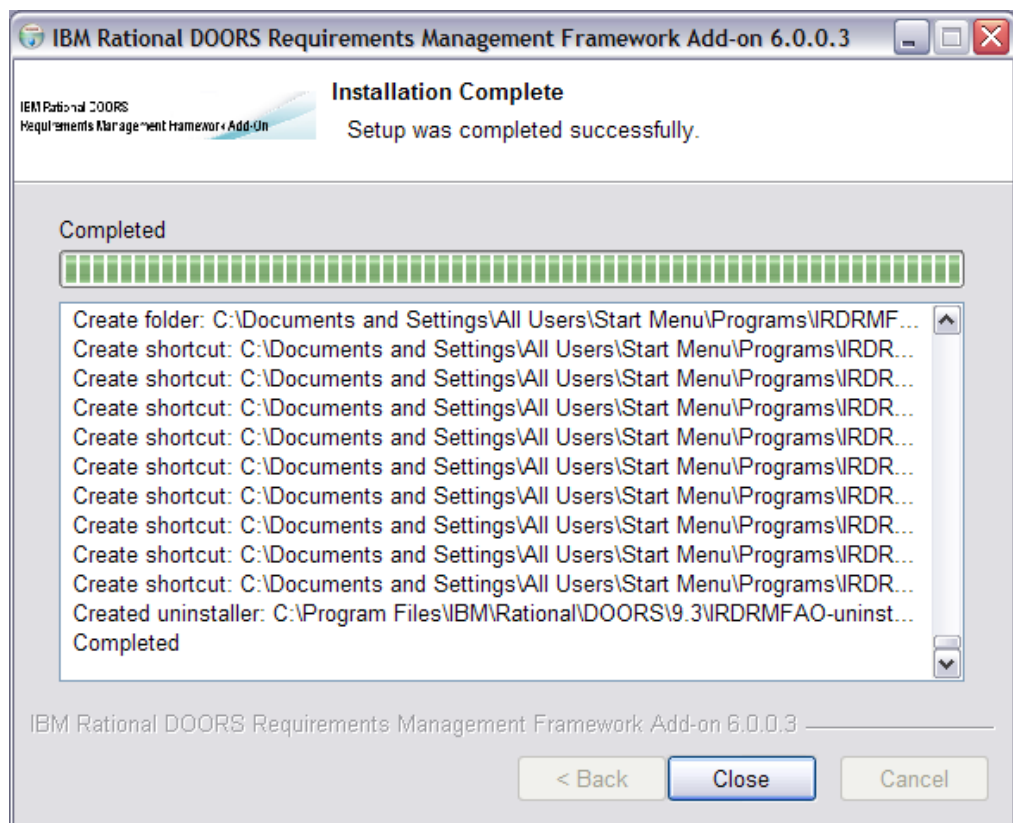 IBM Rational DOORS Requirements Management Framework Add-on 6.0.0.3
IBM Rational DOORS
Requirements Management Framework Add-On
Installation Complete
Setup was completed successfully.
Completed
Create folder: C:\Documents and Settings\All Users\Start Menu\Programs\IRDRMF...
Create shortcut: C:\Documents and Settings\All Users\Start Menu\Programs\IRDR...
Create shortcut: C:\Documents and Settings\All Users\Start Menu\Programs\IRDR...
Create shortcut: C:\Documents and Settings\All Users\Start Menu\Programs\IRDR...
Create shortcut: C:\Documents and Settings\All Users\Start Menu\Programs\IRDR...
Create shortcut: C:\Documents and Settings\All Users\Start Menu\Programs\IRDR...
Create shortcut: C:\Documents and Settings\All Users\Start Menu\Programs\IRDR...
Create shortcut: C:\Documents and Settings\All Users\Start Menu\Programs\IRDR...
Create shortcut: C:\Documents and Settings\All Users\Start Menu\Programs\IRDR...
Create shortcut: C:\Documents and Settings\All Users\Start Menu\Programs\IRDR...
Created uninstaller: C:\Program Files\IBM\Rational\DOORS\9.3\IRDRMFAO-uninst...
Completed
IBM Rational DOORS Requirements Management Framework Add-on 6.0.0.3
< Back
Close
Cancel